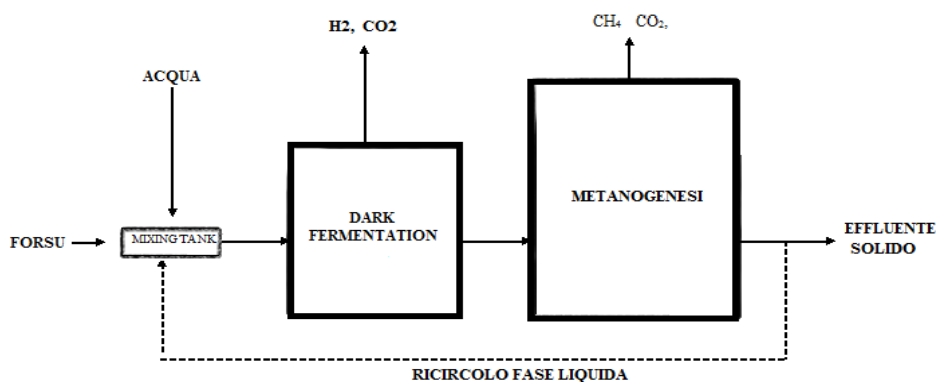 H2, CO2
CH₄ CO₂,
ACQUA
FORSU
MIXING TANK
DARK
FERMENTATION
METANOGENESI
EFFLUENTE
SOLIDO
RICIRCOLO FASE LIQUIDA